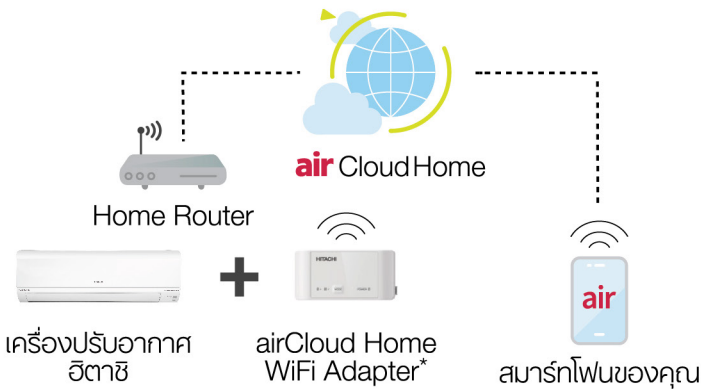 air Cloud Home
Home Router
HITACHI
เครื่องปรับอากาศ
ฮิตาชิ
airCloud Home
WiFi Adapter*
air
สมาร์ทโฟนของคุณ